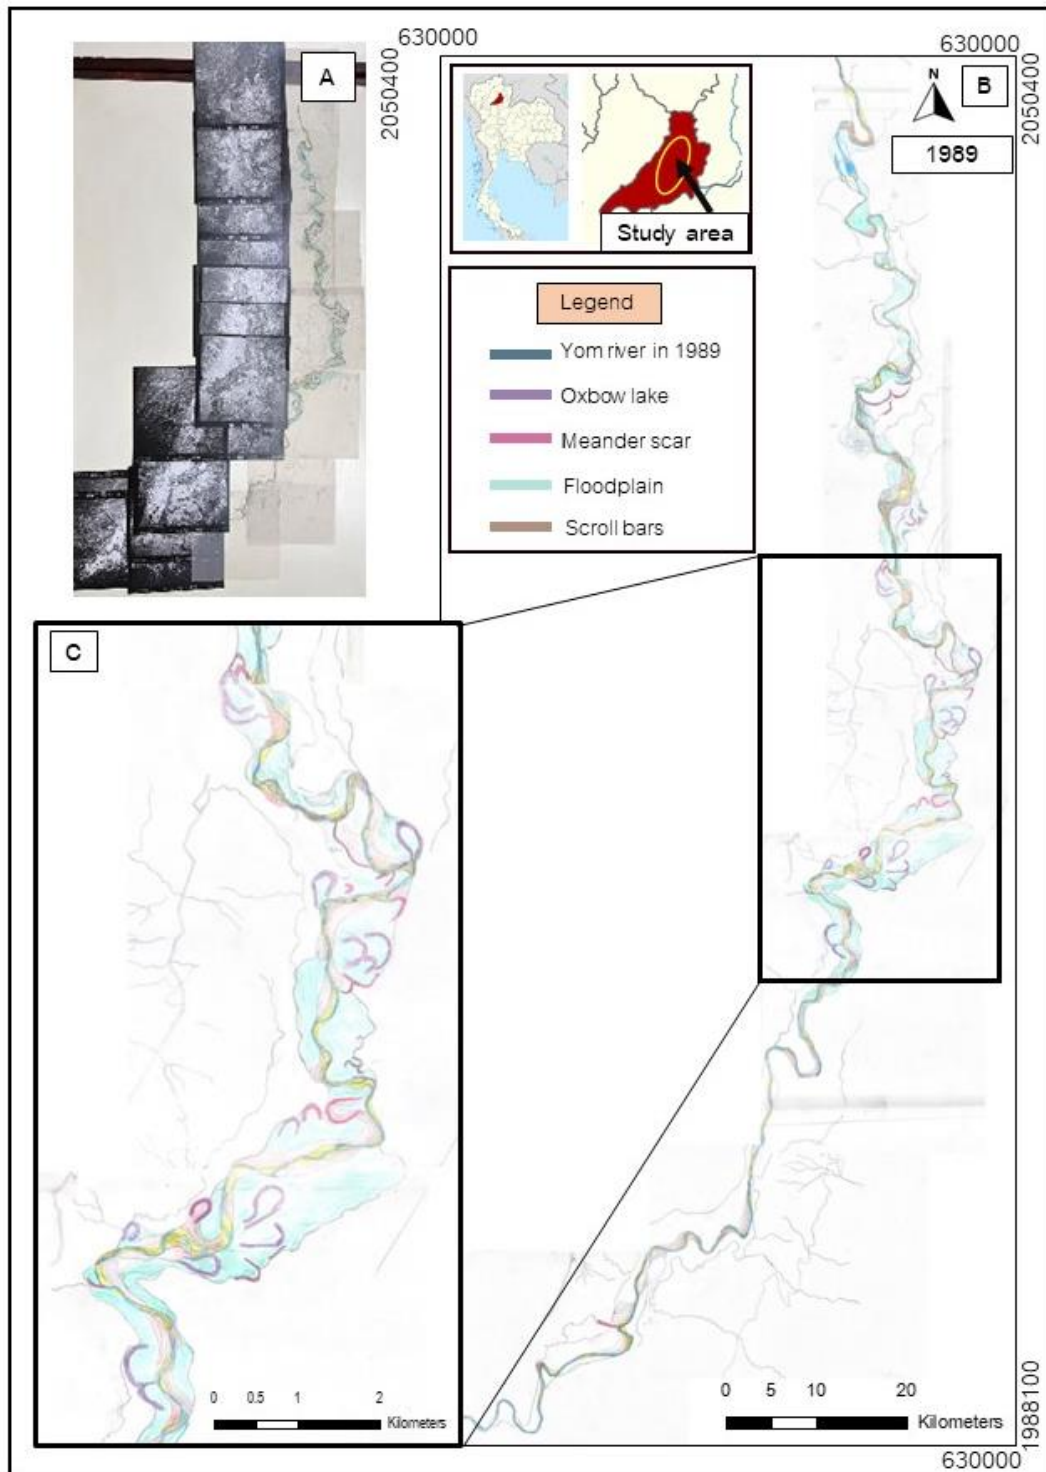 630000
630000
2050400
2050400
A
B
N
1989
Study area
Legend
Yom river in 1989
Oxbow lake
Meander scar
Floodplain
Scroll bars
C
0 0.5 1 2
Kilometers
0 5 10 20
Kilometers
1988100
630000